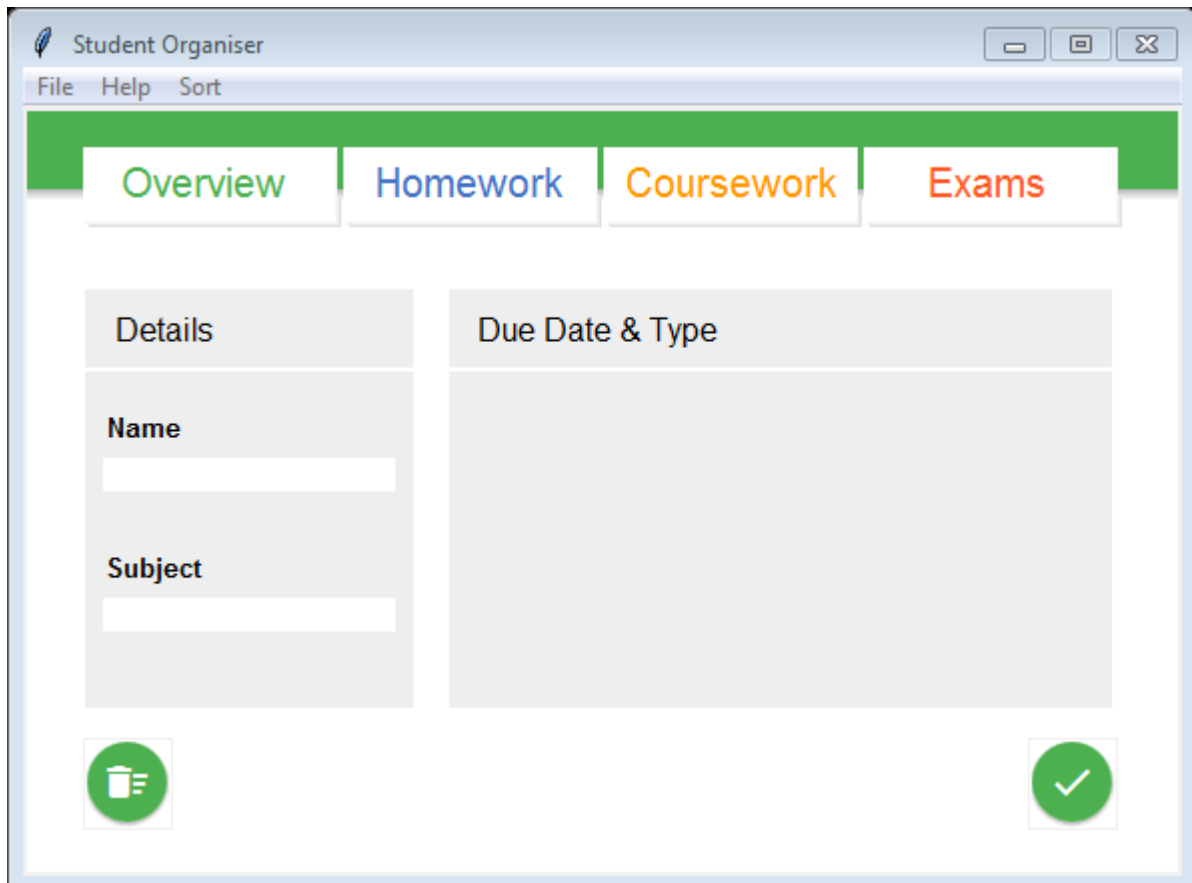 Student Organiser
File Help Sort
Overview Homework Coursework Exams
Details
Due Date & Type
Name
Subject